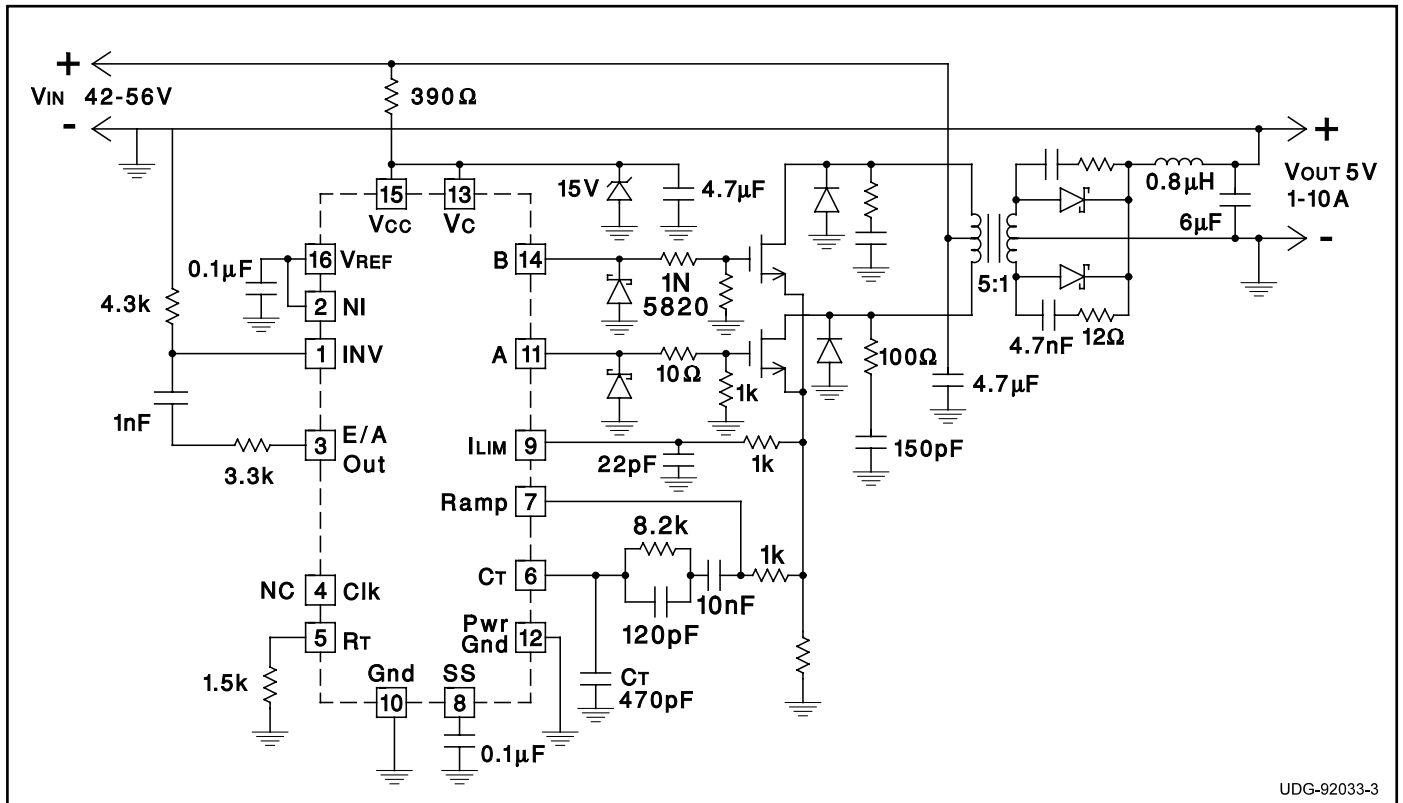 +
VIN 42-56V
-
390Ω
+
VOUT 5V
1-10A
-
15
VCC
13
VC
15V
4.7µF
0.8µH
6µF
16 VREF
0.1µF
2 NI
B 14
1N
5820
5:1
4.3k
1 INV
A 11
10Ω
1k
100Ω
4.7µF
4.7nF
12Ω
1nF
3 E/A
Out
3.3k
ILIM 9
22pF
1k
150pF
Ramp 7
8.2k
1k
NC 4 Clk
CT 6
10nF
120pF
5 RT
Pwr
Gnd 12
1.5k
Gnd
10
SS
8
CT
470pF
0.1µF
UDG-92033-3